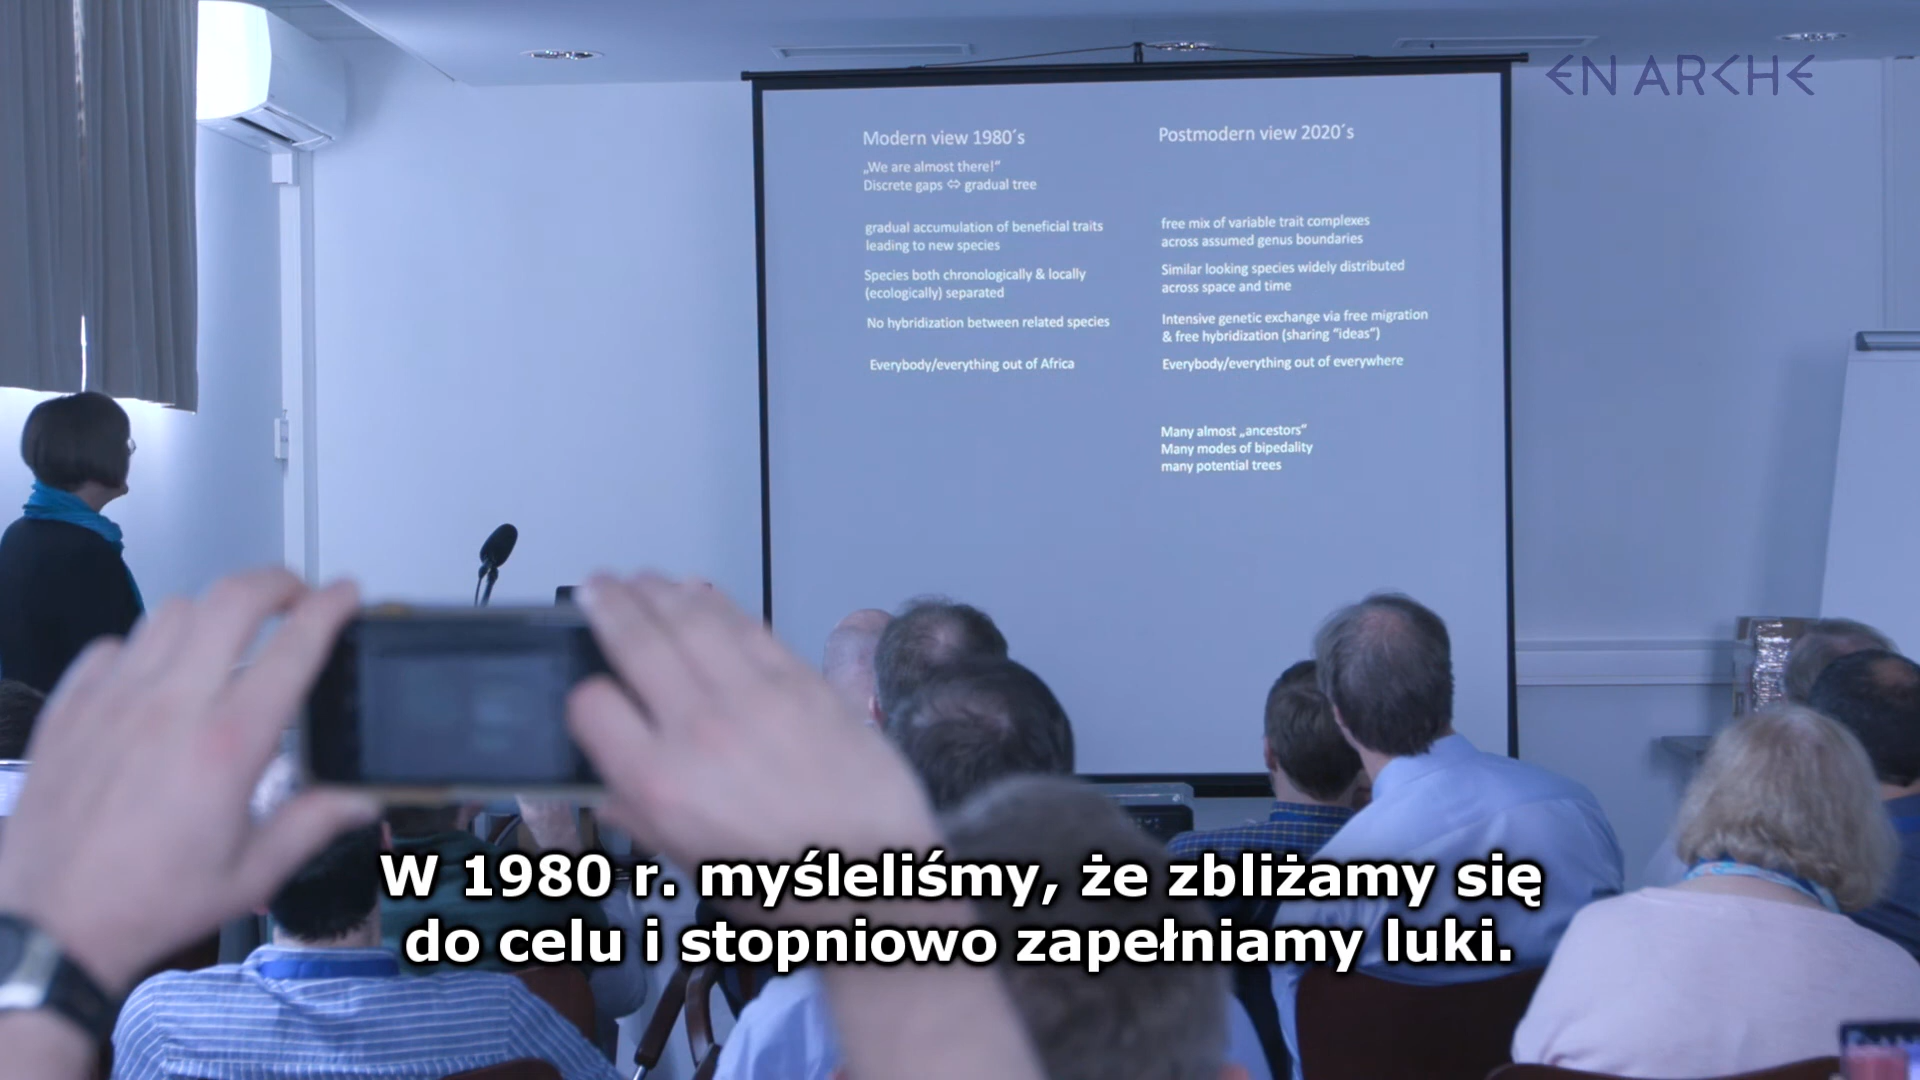 EN ARCHE
Modern view 1980´s
„We are almost there!“
Discrete gaps ⇔ gradual tree
gradual accumulation of beneficial traits
leading to new species
Species both chronologically & locally
(ecologically) separated
No hybridization between related species
Everybody/everything out of Africa
Postmodern view 2020´s
free mix of variable trait complexes
across assumed genus boundaries
Similar looking species widely distributed
across space and time
Intensive genetic exchange via free migration
& free hybridization (sharing “ideas”)
Everybody/everything out of everywhere
Many almost „ancestors“
Many modes of bipedality
many potential trees
W 1980 r. myśleliśmy, że zbliżamy się
do celu i stopniowo zapełniamy luki.